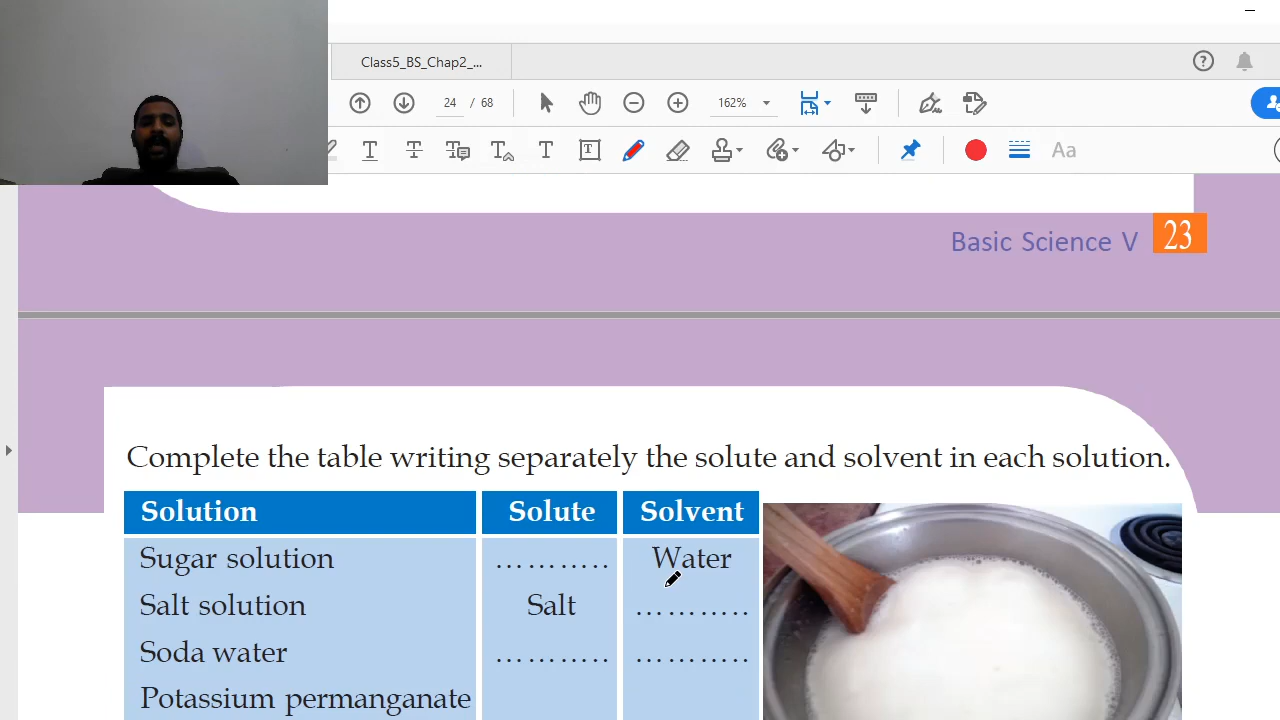 Class5_BS_Chap2_...
24 / 68
162%
Aa
Basic Science V 23
Complete the table writing separately the solute and solvent in each solution.
Solution Solute Solvent
Sugar solution ……….. Water
Salt solution Salt ………..
Soda water ……….. ………..
Potassium permanganate